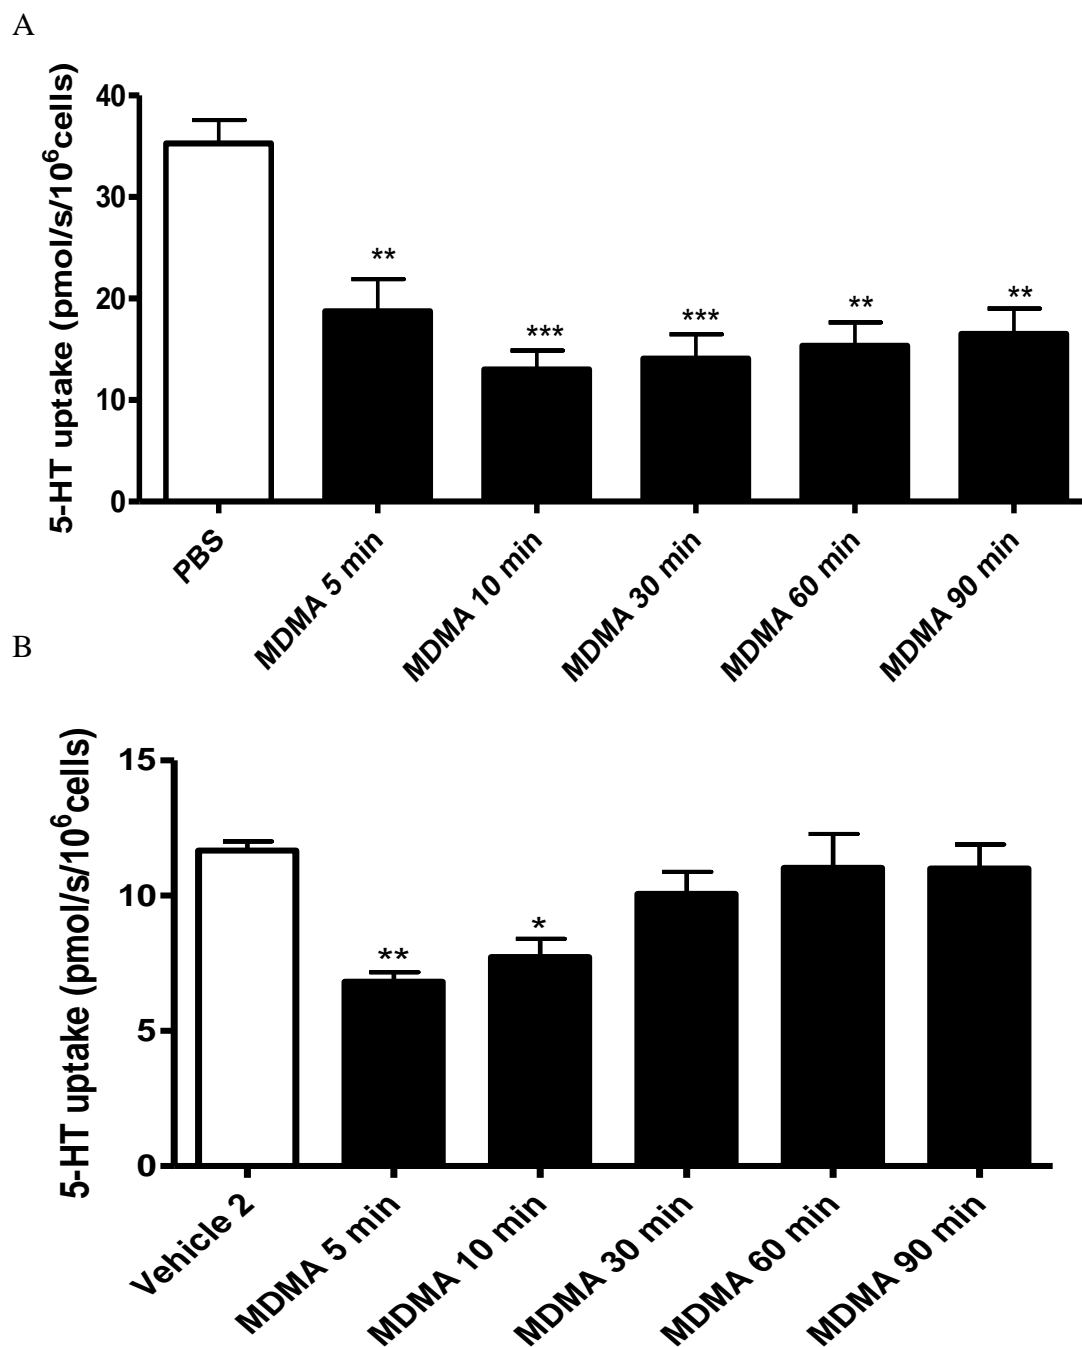 A
5-HT uptake (pmol/s/10⁶cells)
40
30
20
10
0
**
***
***
**
**
PBS
MDMA 5 min
MDMA 10 min
MDMA 30 min
MDMA 60 min
MDMA 90 min
B
5-HT uptake (pmol/s/10⁶cells)
15
10
5
0
**
*
Vehicle 2
MDMA 5 min
MDMA 10 min
MDMA 30 min
MDMA 60 min
MDMA 90 min